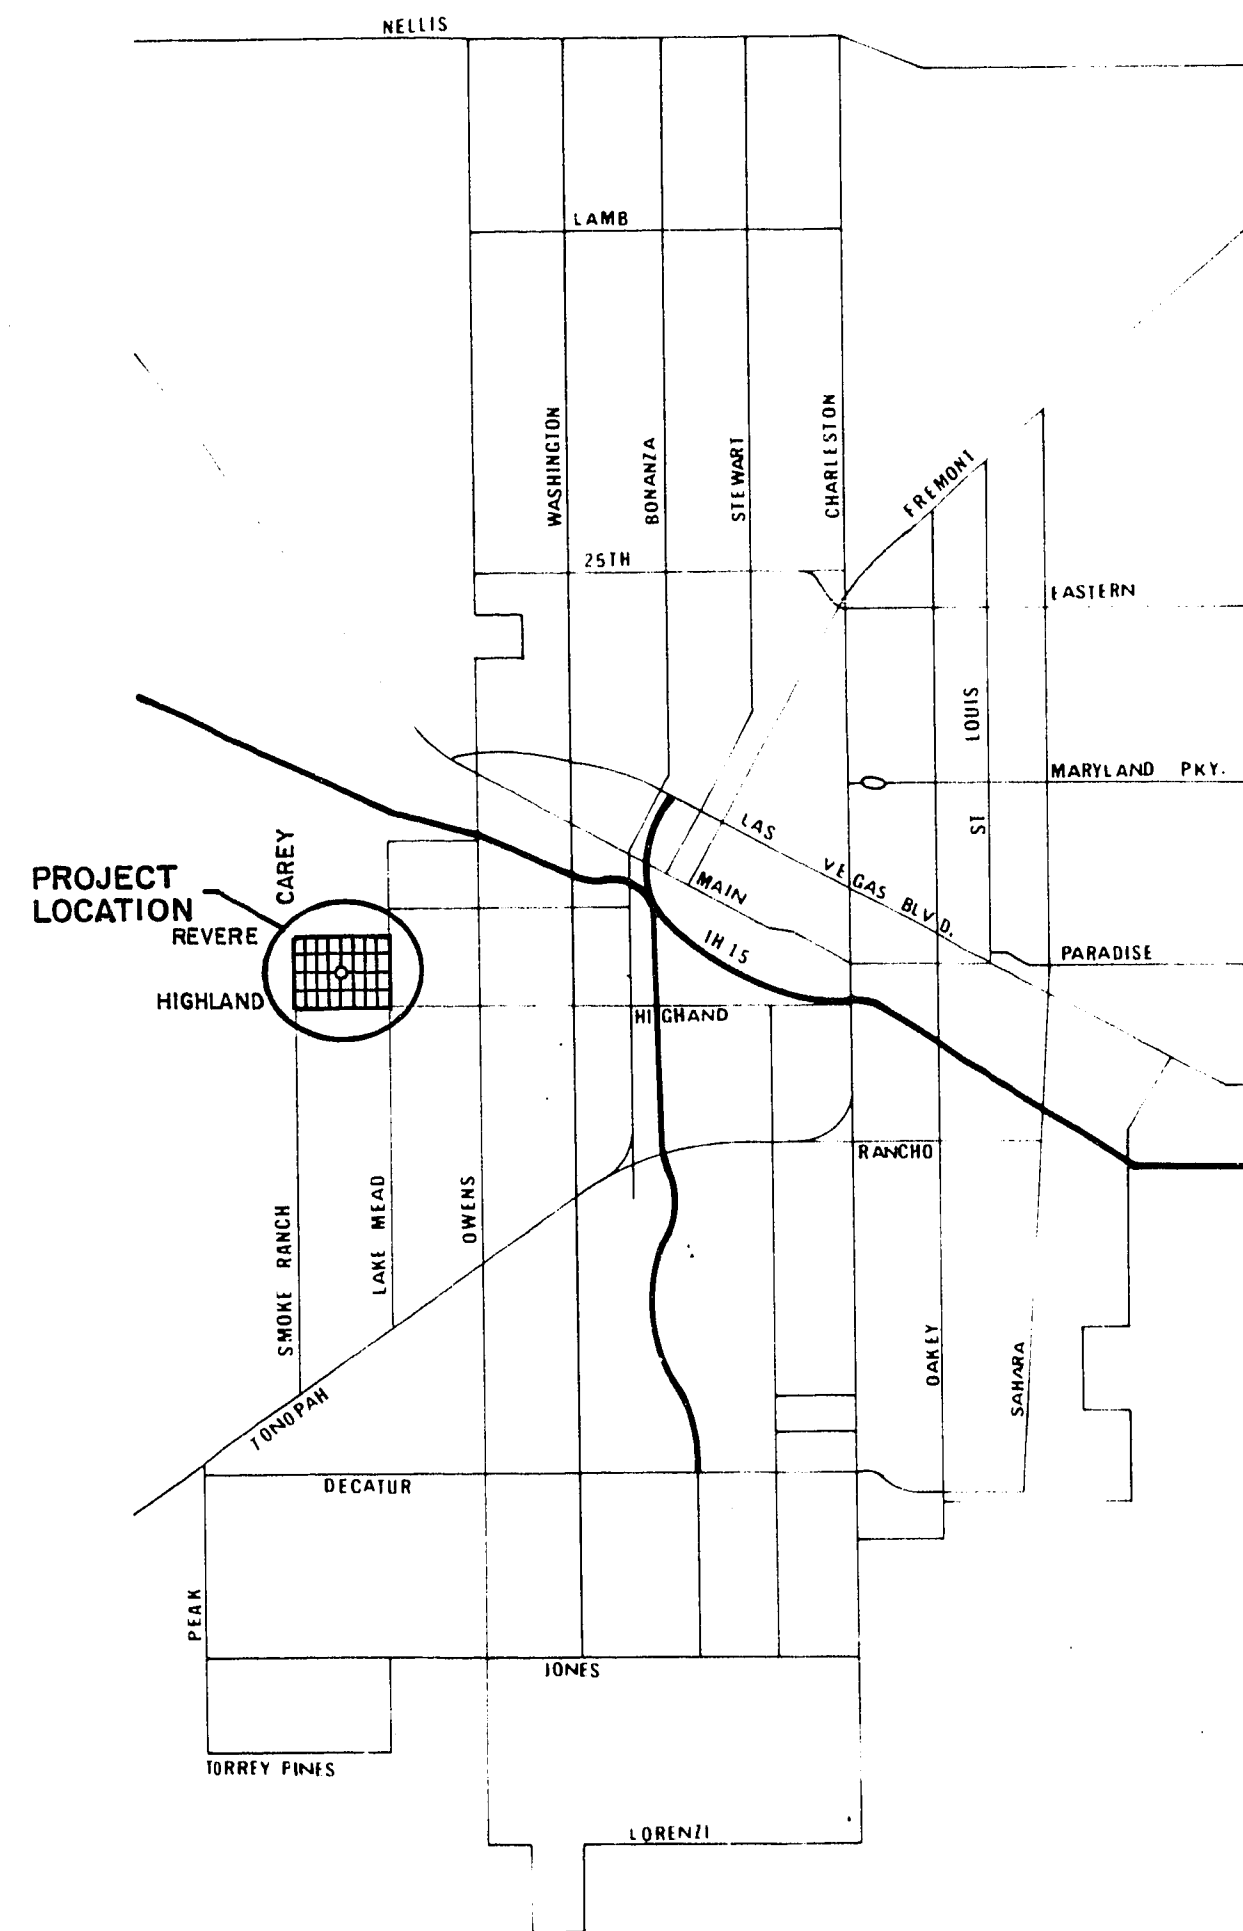 NELLIS
LAMB
WASHINGTON
BONANZA
STEWART
CHARLESTON
FREMONT
25TH
EASTERN
ST LOUIS
MARYLAND PKY.
LAS VEGAS BLVD.
CAREY
PROJECT
LOCATION
REVERE
MAIN
IH 15
PARADISE
HIGHLAND
HIGHAND
RANCHO
SMOKE RANCH
LAKE MEAD
OWENS
OAKEY
SAHARA
TONOPAH
DECATUR
PEAK
JONES
TORREY PINES
LORENZI